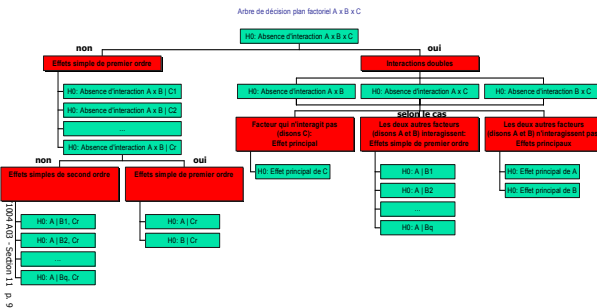 Arbre de décision plan factoriel A x B x C
H0: Absence d'interaction A x B x C
non
oui
Effets simple de premier ordre
Interactions doubles
H0: Absence d'interaction A x B | C1
H0: Absence d'interaction A x B | C2
...
H0: Absence d'interaction A x B | Cr
H0: Absence d'interaction A x B
H0: Absence d'interaction A x C
H0: Absence d'interaction B x C
selon le cas
Facteur qui n'interagit pas
(disons C):
Effet principal
Les deux autres facteurs
(disons A et B) interagissent:
Effets simple de premier ordre
Les deux autres facteurs
(disons A et B) n'interagissent pas
Effets principaux
H0: Effet principal de C
H0: A | B1
H0: A | B2
...
H0: A | Bq
H0: Effet principal de A
H0: Effet principal de B
non
oui
Effets simples de second ordre
Effets simple de premier ordre
H0: A | B1, Cr
H0: A | B2, Cr
...
H0: A | Bq, Cr
H0: A | Cr
H0: B | Cr
1004 A03 - Section 11 p. 9